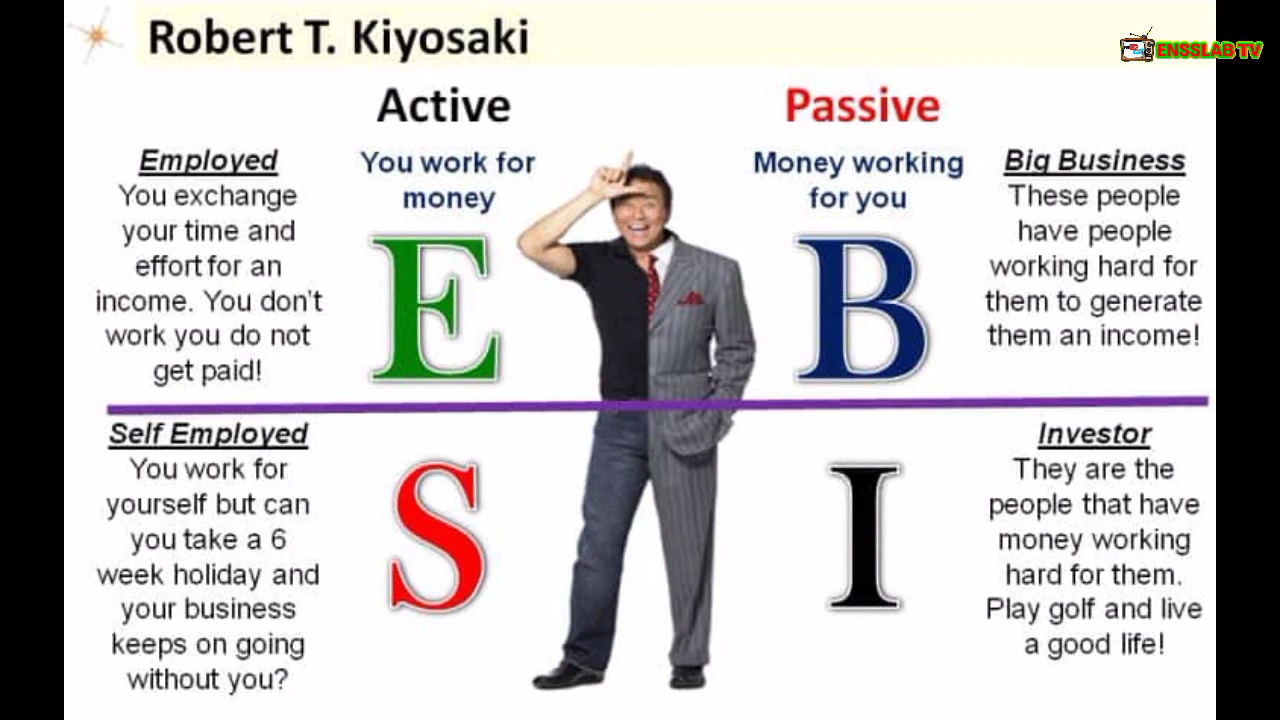 Robert T. Kiyosaki
ENSSLAB TV
Active
Passive
Employed
You exchange
your time and
effort for an
income. You don't
work you do not
get paid!
You work for
money
E
Money working
for you
B
Big Business
These people
have people
working hard for
them to generate
them an income!
Self Employed
You work for
yourself but can
you take a 6
week holiday and
your business
keeps on going
without you?
S
I
Investor
They are the
people that have
money working
hard for them.
Play golf and live
a good life!